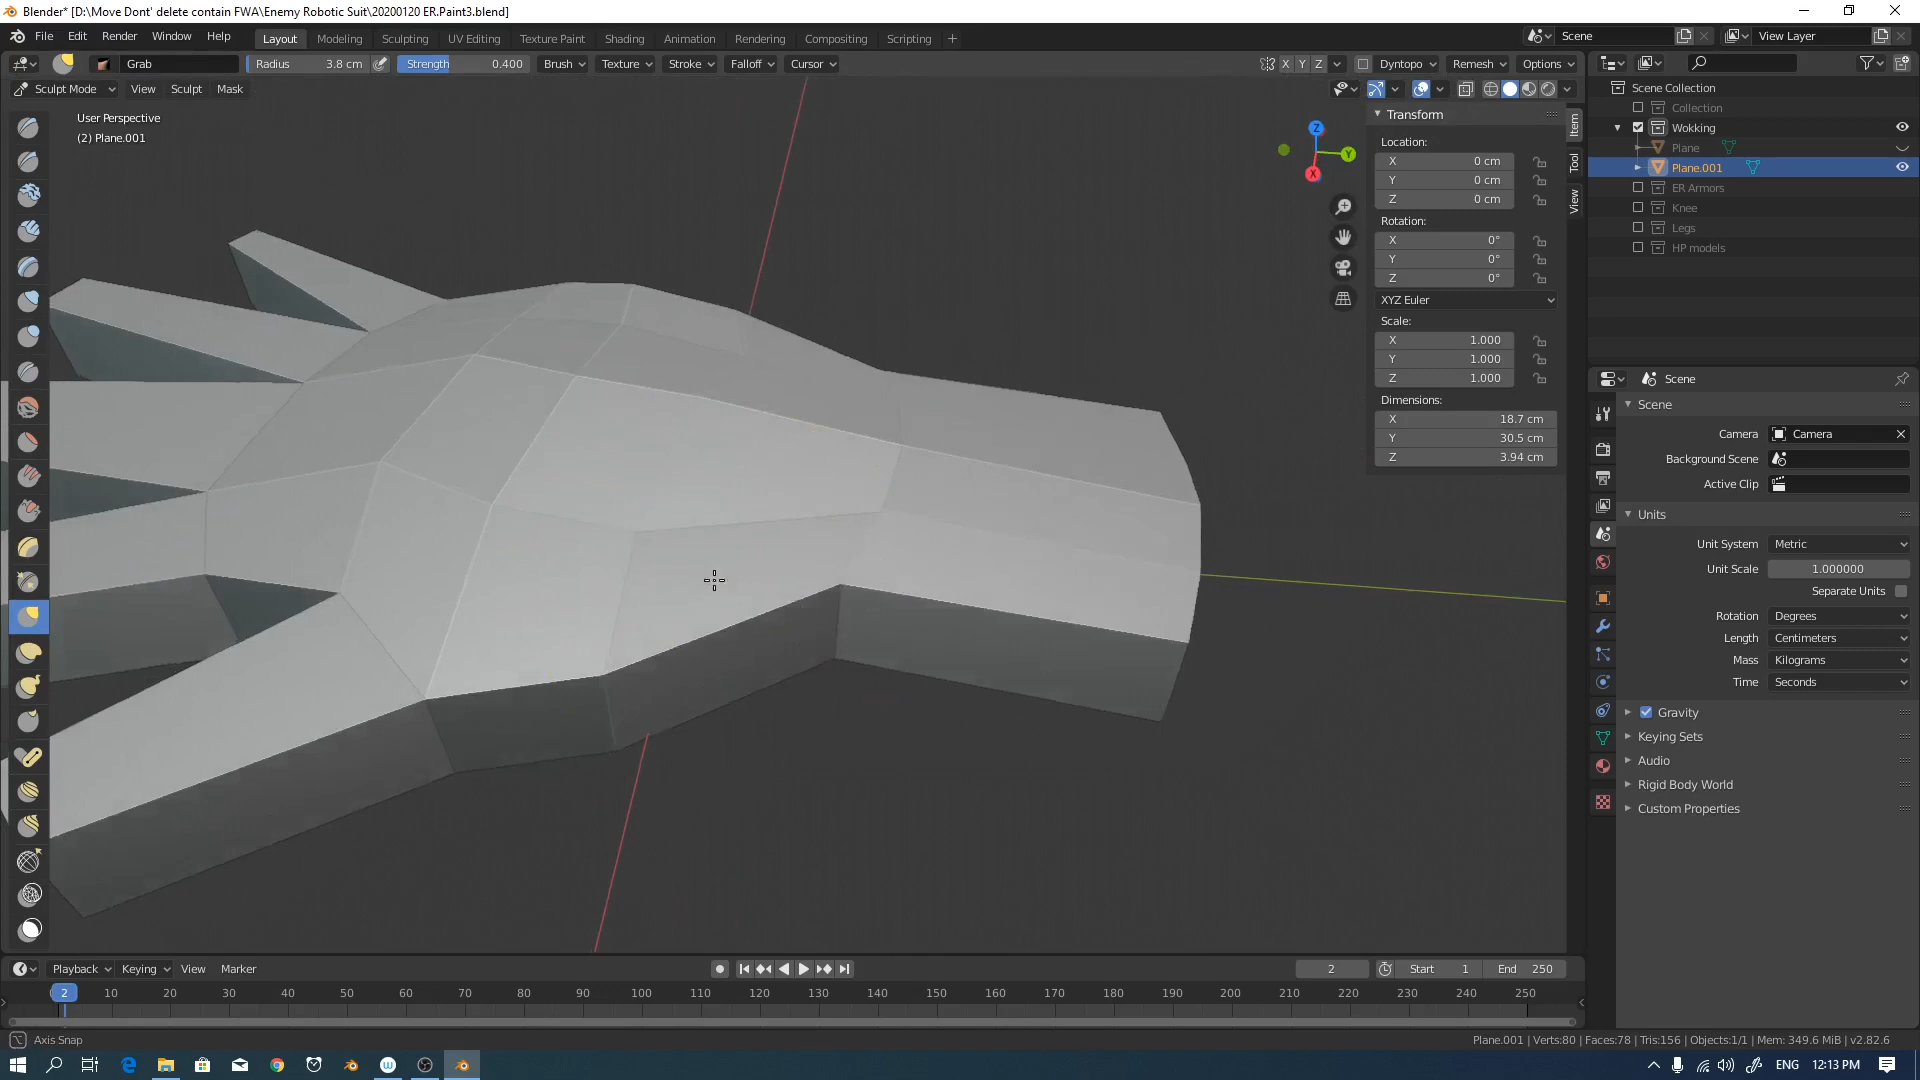 Blender* [D:\Move Dont' delete contain FWA\Enemy Robotic Suit\20200120 ER.Paint3.blend]
File Edit Render Window Help Layout Modeling Sculpting UV Editing Texture Paint Shading Animation Rendering Compositing Scripting + Scene View Layer
Grab Radius 3.8 cm Strength 0.400 Brush Texture Stroke Falloff Cursor X Y Z Dyntopo Remesh Options
Sculpt Mode View Sculpt Mask
User Perspective
(2) Plane.001
Z
Y
X
Transform
Location:
X 0 cm
Y 0 cm
Z 0 cm
Rotation:
X 0°
Y 0°
Z 0°
XYZ Euler
Scale:
X 1.000
Y 1.000
Z 1.000
Dimensions:
X 18.7 cm
Y 30.5 cm
Z 3.94 cm
Item
Tool
View
Scene Collection
Collection
Wokking
Plane
Plane.001
ER Armors
Knee
Legs
HP models
Scene
Scene
Camera Camera
Background Scene
Active Clip
Units
Unit System Metric
Unit Scale 1.000000
Separate Units
Rotation Degrees
Length Centimeters
Mass Kilograms
Time Seconds
Gravity
Keying Sets
Audio
Rigid Body World
Custom Properties
Playback Keying View Marker 2 Start 1 End 250
2 10 20 30 40 50 60 70 80 90 100 110 120 130 140 150 160 170 180 190 200 210 220 230 240 250
Axis Snap Plane.001 | Verts:80 | Faces:78 | Tris:156 | Objects:1/1 | Mem: 349.6 MiB | v2.82.6
ENG 12:13 PM